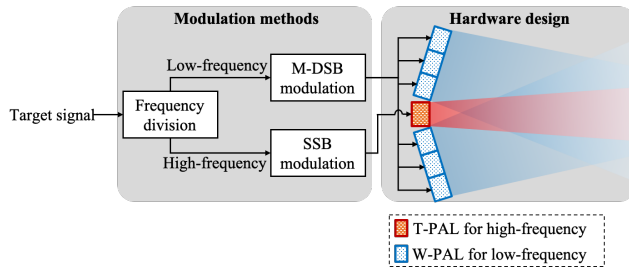 Modulation methods
Hardware design
Low-frequency
M-DSB
modulation
Target signal
Frequency
division
T-PAL
High-frequency
SSB
modulation
T-PAL for high-frequency
W-PAL for low-frequency